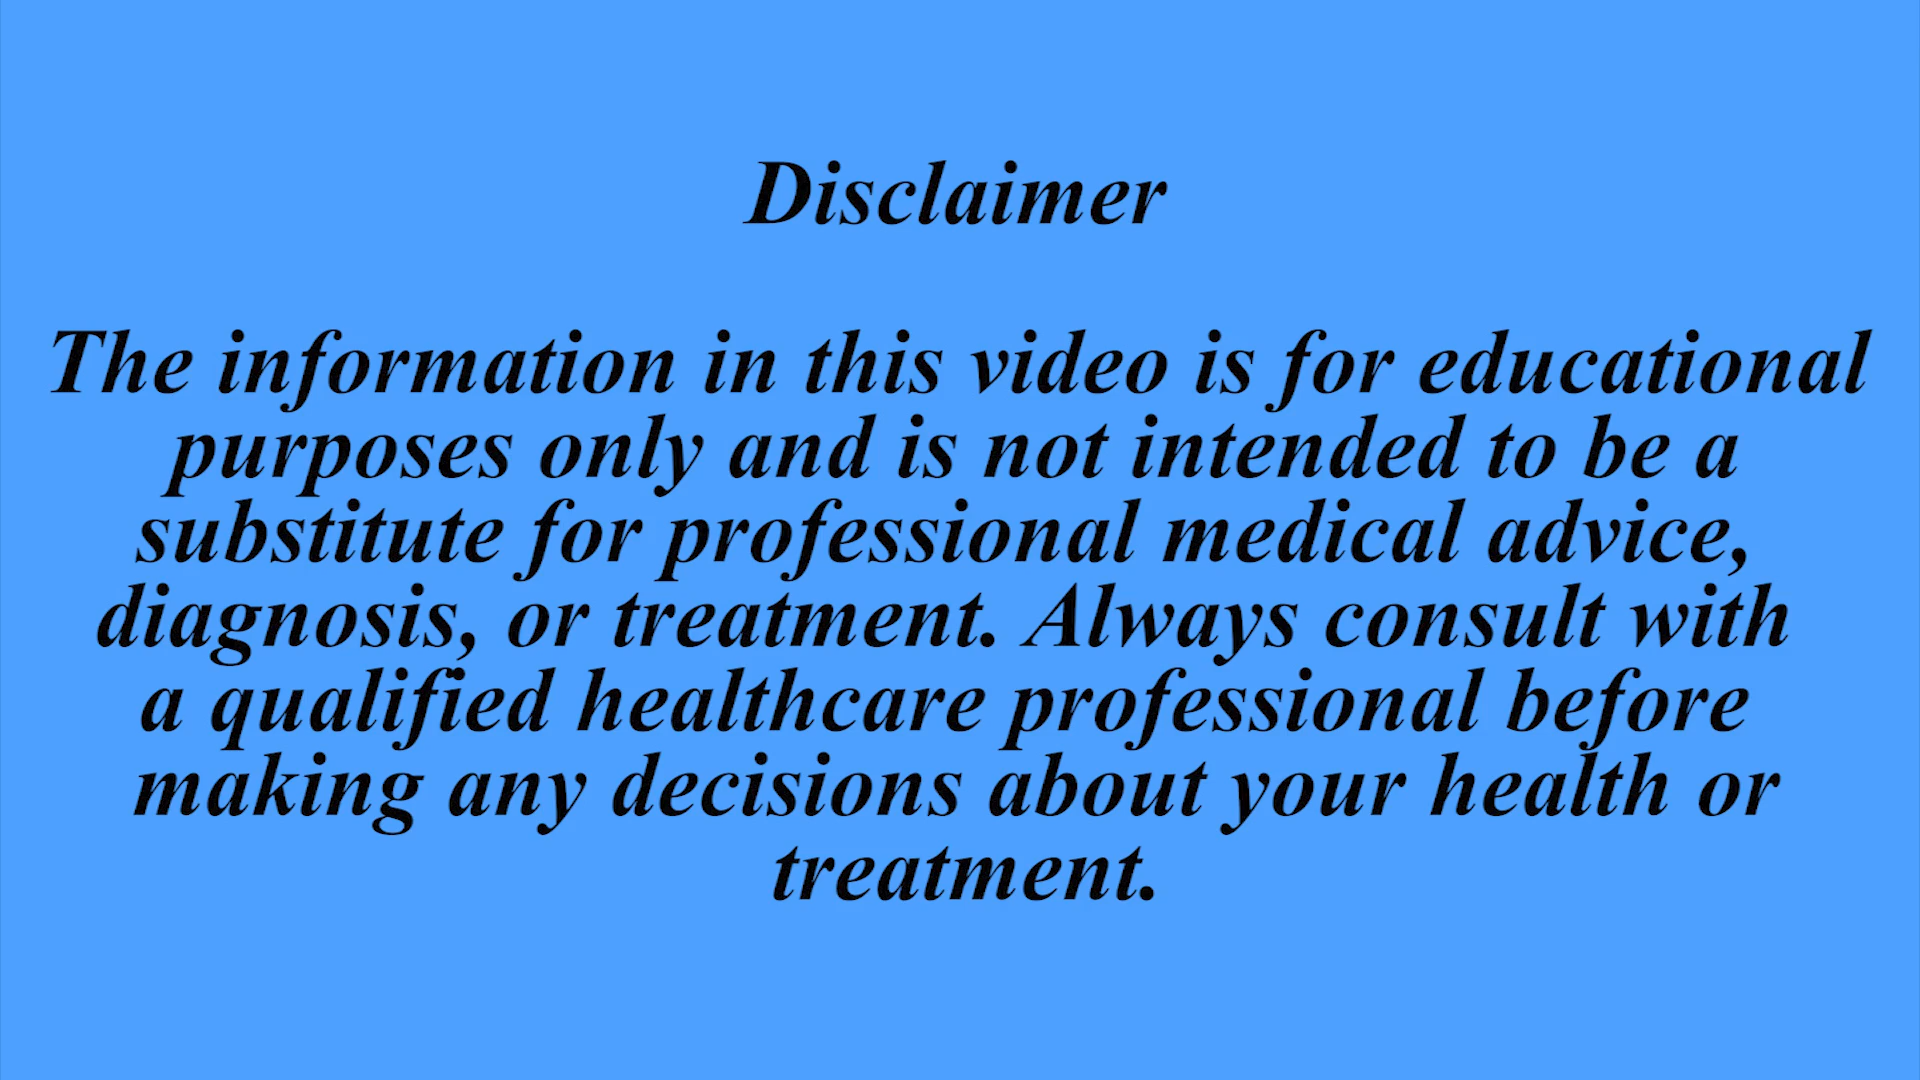 Disclaimer
The information in this video is for educational
purposes only and is not intended to be a
substitute for professional medical advice,
diagnosis, or treatment. Always consult with
a qualified healthcare professional before
making any decisions about your health or
treatment.